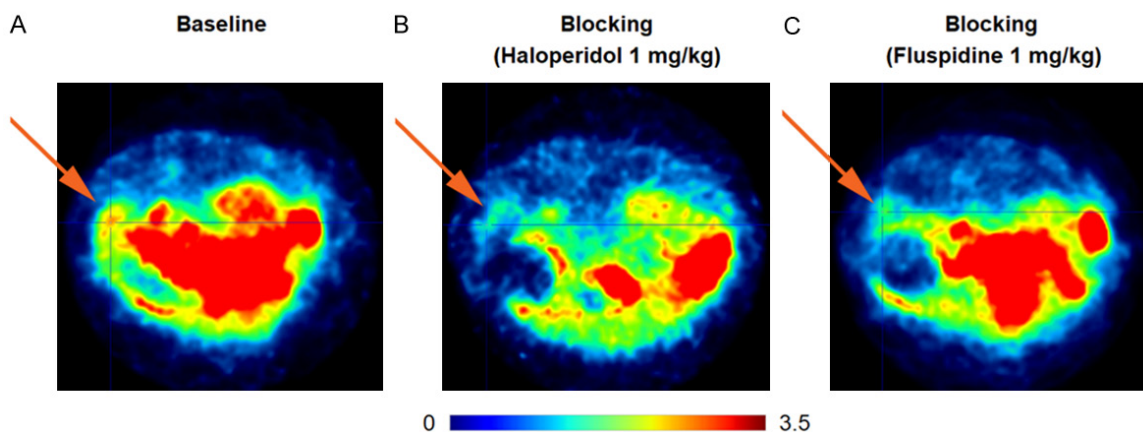 A
Baseline
B
Blocking
(Haloperidol 1 mg/kg)
C
Blocking
(Fluspidine 1 mg/kg)
0
3.5